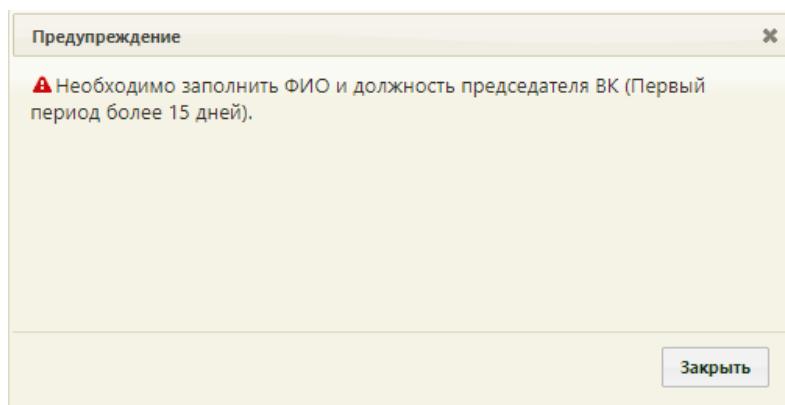 Предупреждение
Необходимо заполнить ФИО и должность председателя ВК (Первый
период более 15 дней).
Закрыть